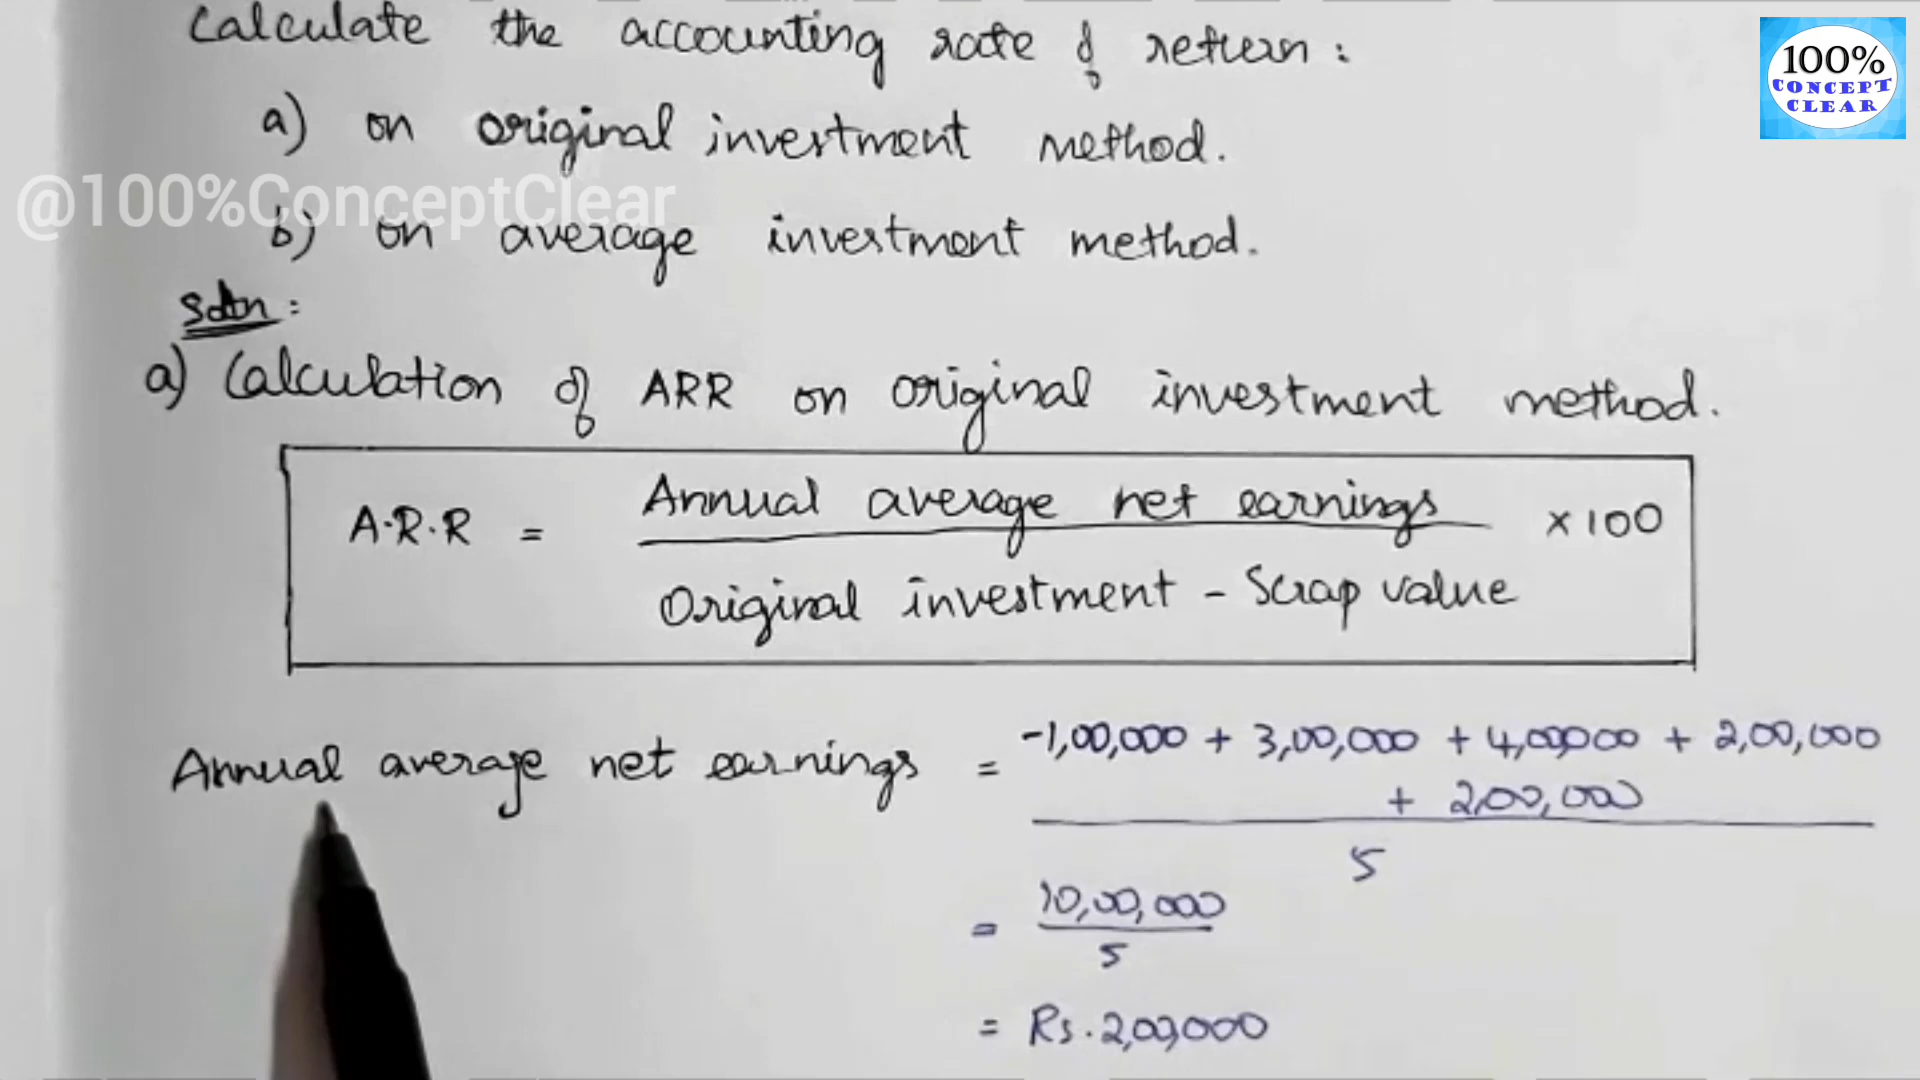 Calculate the accounting rate of return :
100%
CONCEPT
CLEAR
a) on original investment method.
@100%ConceptClear
b) on average investment method.
Soln :
a) Calculation of ARR on original investment method.
A.R.R = Annual average net earnings × 100
Original investment - Scrap value
Annual average net earnings = -1,00,000 + 3,00,000 + 4,00,000 + 2,00,000
+ 2,00,000
5
= 10,00,000
5
= Rs. 2,00,000